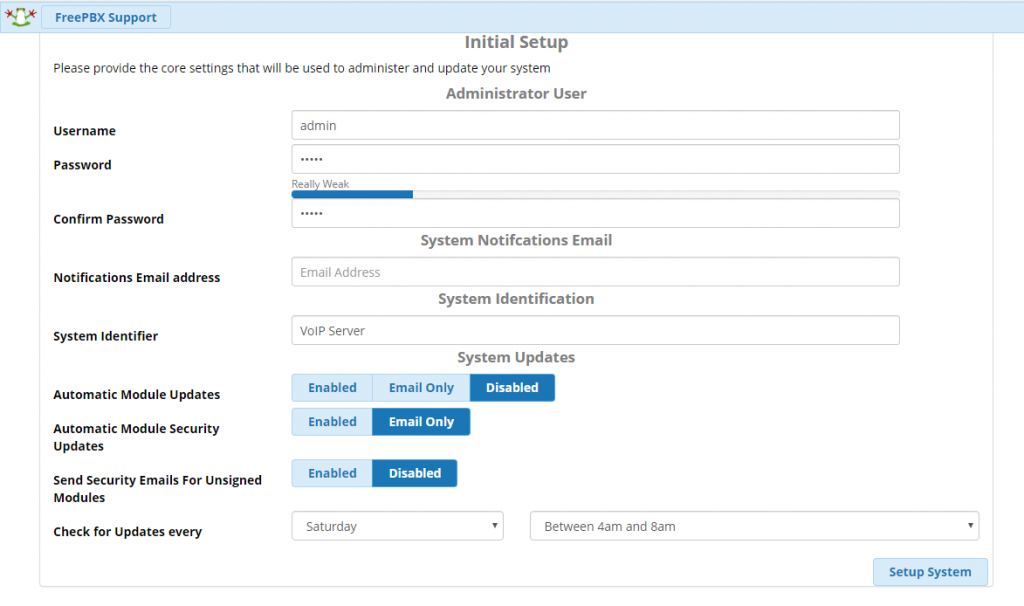 FreePBX Support
Initial Setup
Please provide the core settings that will be used to administer and update your system
Administrator User
Username
admin
Password
•••••
Really Weak
Confirm Password
•••••
System Notifcations Email
Notifications Email address
Email Address
System Identification
System Identifier
VoIP Server
System Updates
Automatic Module Updates
Enabled Email Only Disabled
Automatic Module Security
Updates
Enabled Email Only
Send Security Emails For Unsigned
Modules
Enabled Disabled
Check for Updates every
Saturday
Between 4am and 8am
Setup System